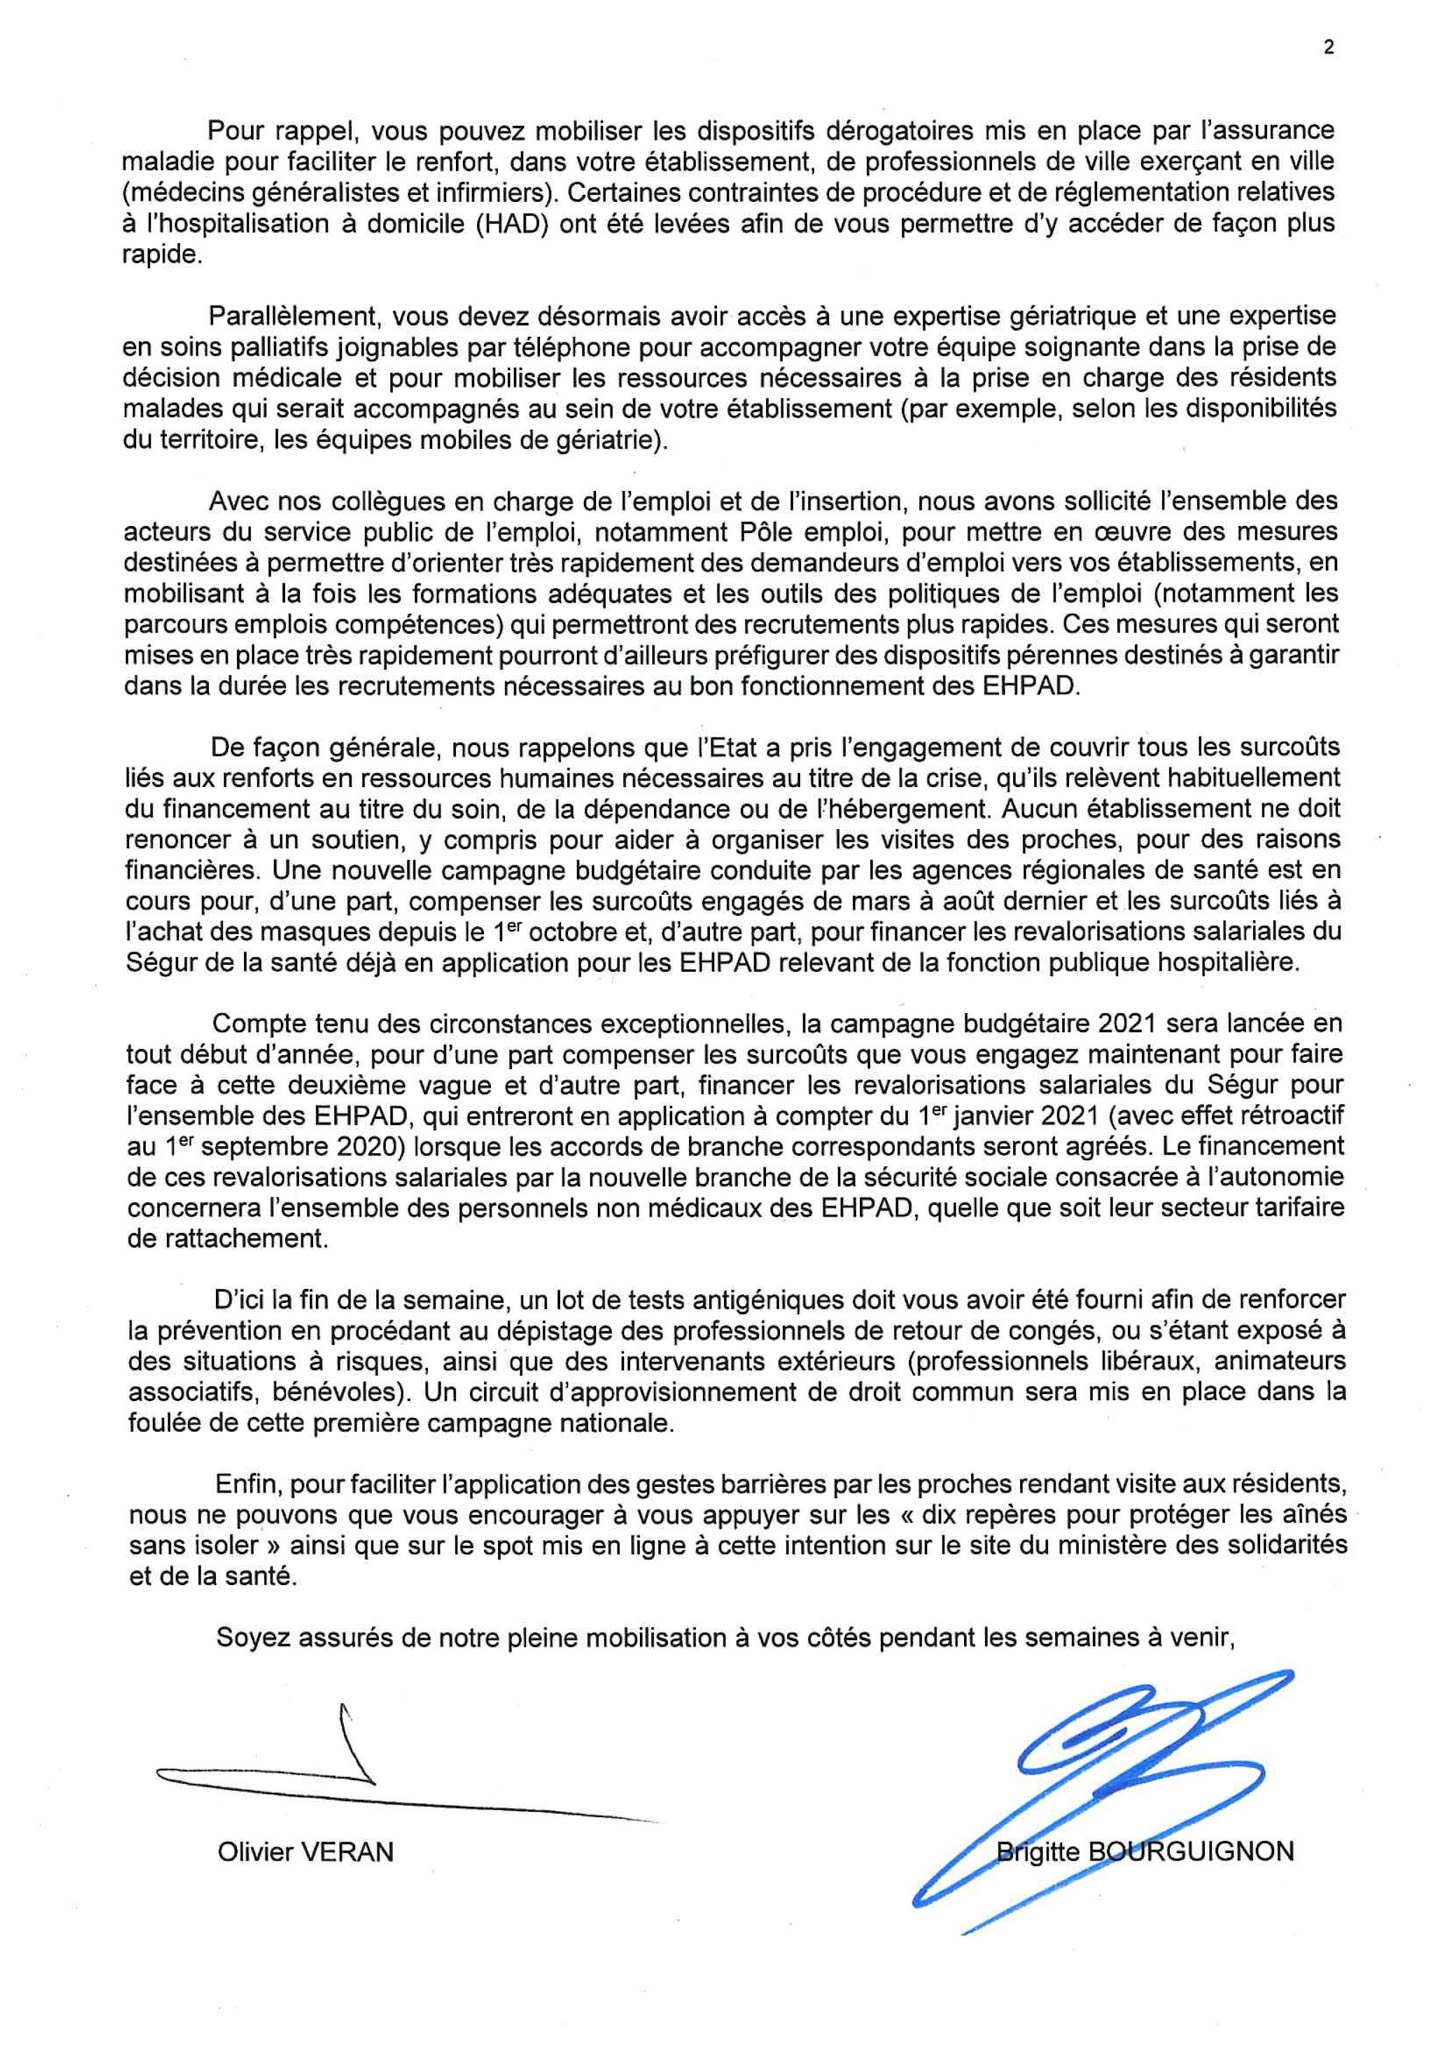 2
Pour rappel, vous pouvez mobiliser les dispositifs dérogatoires mis en place par l'assurance
maladie pour faciliter le renfort, dans votre établissement, de professionnels de ville exerçant en ville
(médecins généralistes et infirmiers). Certaines contraintes de procédure et de réglementation relatives
à l'hospitalisation à domicile (HAD) ont été levées afin de vous permettre d'y accéder de façon plus
rapide.
Parallèlement, vous devez désormais avoir accès à une expertise gériatrique et une expertise
en soins palliatifs joignables par téléphone pour accompagner votre équipe soignante dans la prise de
décision médicale et pour mobiliser les ressources nécessaires à la prise en charge des résidents
malades qui serait accompagnés au sein de votre établissement (par exemple, selon les disponibilités
du territoire, les équipes mobiles de gériatrie).
Avec nos collègues en charge de l'emploi et de l'insertion, nous avons sollicité l'ensemble des
acteurs du service public de l'emploi, notamment Pôle emploi, pour mettre en œuvre des mesures
destinées à permettre d'orienter très rapidement des demandeurs d'emploi vers vos établissements, en
mobilisant à la fois les formations adéquates et les outils des politiques de l'emploi (notamment les
parcours emplois compétences) qui permettront des recrutements plus rapides. Ces mesures qui seront
mises en place très rapidement pourront d'ailleurs préfigurer des dispositifs pérennes destinés à garantir
dans la durée les recrutements nécessaires au bon fonctionnement des EHPAD.
De façon générale, nous rappelons que l'Etat a pris l'engagement de couvrir tous les surcoûts
liés aux renforts en ressources humaines nécessaires au titre de la crise, qu'ils relèvent habituellement
du financement au titre du soin, de la dépendance ou de l'hébergement. Aucun établissement ne doit
renoncer à un soutien, y compris pour aider à organiser les visites des proches, pour des raisons
financières. Une nouvelle campagne budgétaire conduite par les agences régionales de santé est en
cours pour, d'une part, compenser les surcoûts engagés de mars à août dernier et les surcoûts liés à
l'achat des masques depuis le 1er octobre et, d'autre part, pour financer les revalorisations salariales du
Ségur de la santé déjà en application pour les EHPAD relevant de la fonction publique hospitalière.
Compte tenu des circonstances exceptionnelles, la campagne budgétaire 2021 sera lancée en
tout début d'année, pour d'une part compenser les surcoûts que vous engagez maintenant pour faire
face à cette deuxième vague et d'autre part, financer les revalorisations salariales du Ségur pour
l'ensemble des EHPAD, qui entreront en application à compter du 1er janvier 2021 (avec effet rétroactif
au 1er septembre 2020) lorsque les accords de branche correspondants seront agréés. Le financement
de ces revalorisations salariales par la nouvelle branche de la sécurité sociale consacrée à l'autonomie
concernera l'ensemble des personnels non médicaux des EHPAD, quelle que soit leur secteur tarifaire
de rattachement.
D'ici la fin de la semaine, un lot de tests antigéniques doit vous avoir été fourni afin de renforcer
la prévention en procédant au dépistage des professionnels de retour de congés, ou s'étant exposé à
des situations à risques, ainsi que des intervenants extérieurs (professionnels libéraux, animateurs
associatifs, bénévoles). Un circuit d'approvisionnement de droit commun sera mis en place dans la
foulée de cette première campagne nationale.
Enfin, pour faciliter l'application des gestes barrières par les proches rendant visite aux résidents,
nous ne pouvons que vous encourager à vous appuyer sur les « dix repères pour protéger les aînés
sans isoler » ainsi que sur le spot mis en ligne à cette intention sur le site du ministère des solidarités
et de la santé.
Soyez assurés de notre pleine mobilisation à vos côtés pendant les semaines à venir,
Olivier VERAN
Brigitte BOURGUIGNON